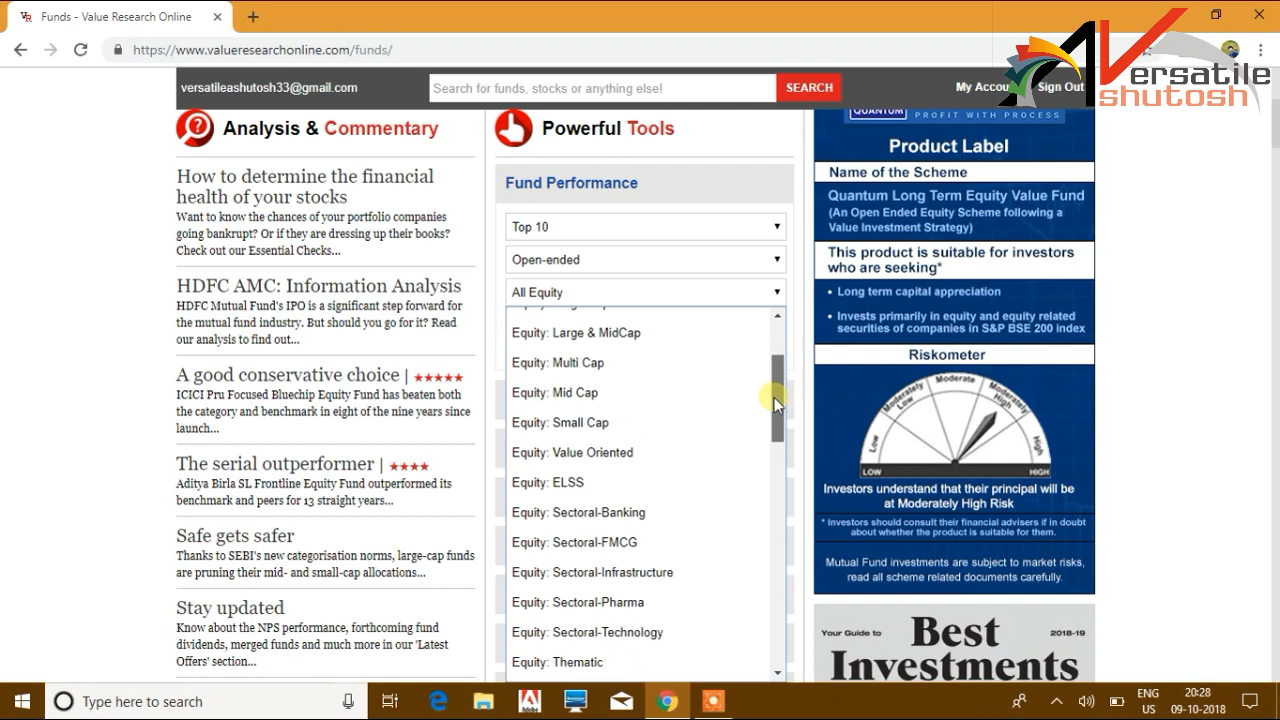 Funds - Value Research Online
https://www.valueresearchonline.com/funds/
Versatile
Ashutosh
versatileashutosh33@gmail.com
Search for funds, stocks or anything else!
SEARCH
My Accou
Sign Out
Analysis & Commentary
How to determine the financial
health of your stocks
Want to know the chances of your portfolio companies
going bankrupt? Or if they are dressing up their books?
Check out our Essential Checks...
HDFC AMC: Information Analysis
HDFC Mutual Fund's IPO is a significant step forward for
the mutual fund industry. But should you go for it? Read
our analysis to find out...
A good conservative choice | ★★★★★
ICICI Pru Focused Bluechip Equity Fund has beaten both
the category and benchmark in eight of the nine years since
launch...
The serial outperformer | ★★★★
Aditya Birla SL Frontline Equity Fund outperformed its
benchmark and peers for 13 straight years...
Safe gets safer
Thanks to SEBI's new categorisation norms, large-cap funds
are pruning their mid- and small-cap allocations...
Stay updated
Know about the NPS performance, forthcoming fund
dividends, merged funds and much more in our 'Latest
Offers' section...
Powerful Tools
Fund Performance
Top 10
Open-ended
All Equity
Equity: Large & MidCap
Equity: Multi Cap
Equity: Mid Cap
Equity: Small Cap
Equity: Value Oriented
Equity: ELSS
Equity: Sectoral-Banking
Equity: Sectoral-FMCG
Equity: Sectoral-Infrastructure
Equity: Sectoral-Pharma
Equity: Sectoral-Technology
Equity: Thematic
QUANTUM
PROFIT WITH PROCESS
Product Label
Name of the Scheme
Quantum Long Term Equity Value Fund
(An Open Ended Equity Scheme following a
Value Investment Strategy)
This product is suitable for investors
who are seeking*
• Long term capital appreciation
• Invests primarily in equity and equity related
securities of companies in S&P BSE 200 index
Riskometer
Low
Moderately Low
Moderate
Moderately High
High
LOW
HIGH
Investors understand that their principal will be
at Moderately High Risk
* Investors should consult their financial advisers if in doubt
about whether the product is suitable for them.
Mutual Fund investments are subject to market risks,
read all scheme related documents carefully.
Your Guide to
Best
2018-19
Investments
Type here to search
ENG
US
20:28
09-10-2018